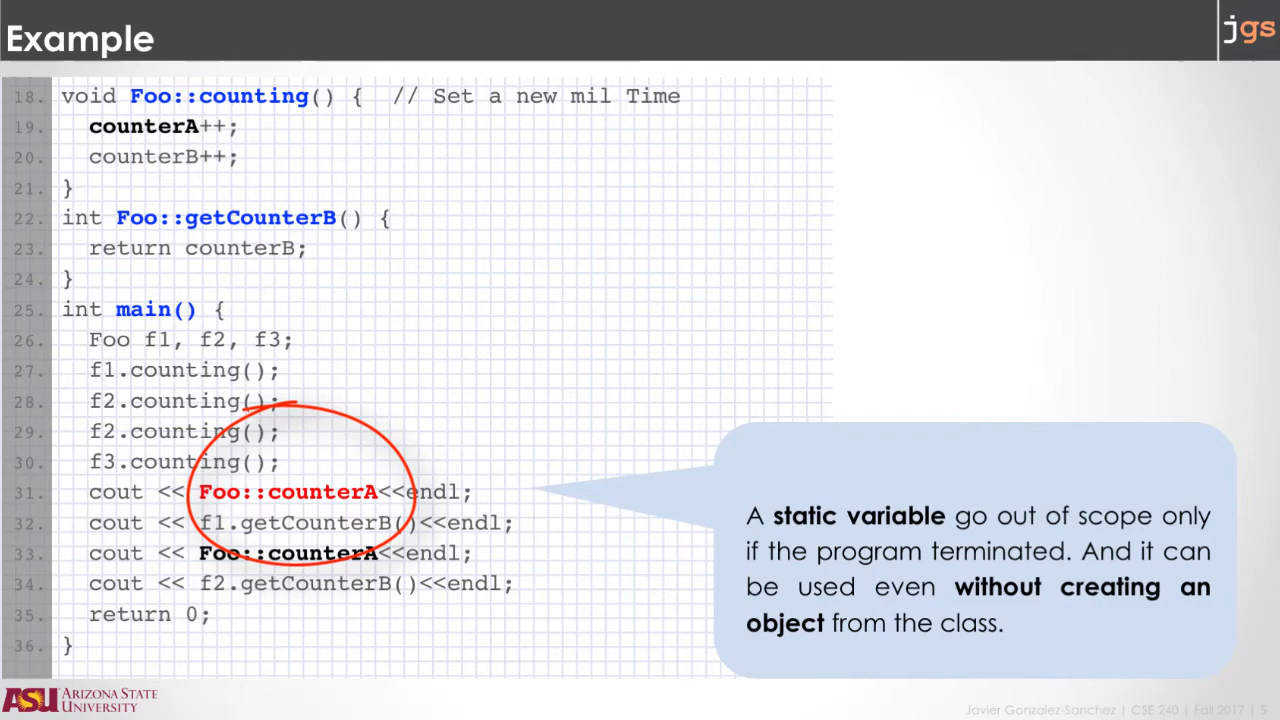 Example
jgs
18. void Foo::counting() { // Set a new mil Time
19. counterA++;
20. counterB++;
21. }
22. int Foo::getCounterB() {
23. return counterB;
24. }
25. int main() {
26. Foo f1, f2, f3;
27. f1.counting();
28. f2.counting();
29. f2.counting();
30. f3.counting();
31. cout << Foo::counterA<<endl;
32. cout << f1.getCounterB()<<endl;
33. cout << Foo::counterA<<endl;
34. cout << f2.getCounterB()<<endl;
35. return 0;
36. }
A static variable go out of scope only
if the program terminated. And it can
be used even without creating an
object from the class.
ASU ARIZONA STATE
UNIVERSITY
Javier Gonzalez-Sanchez | CSE 240 | Fall 2017 | 5